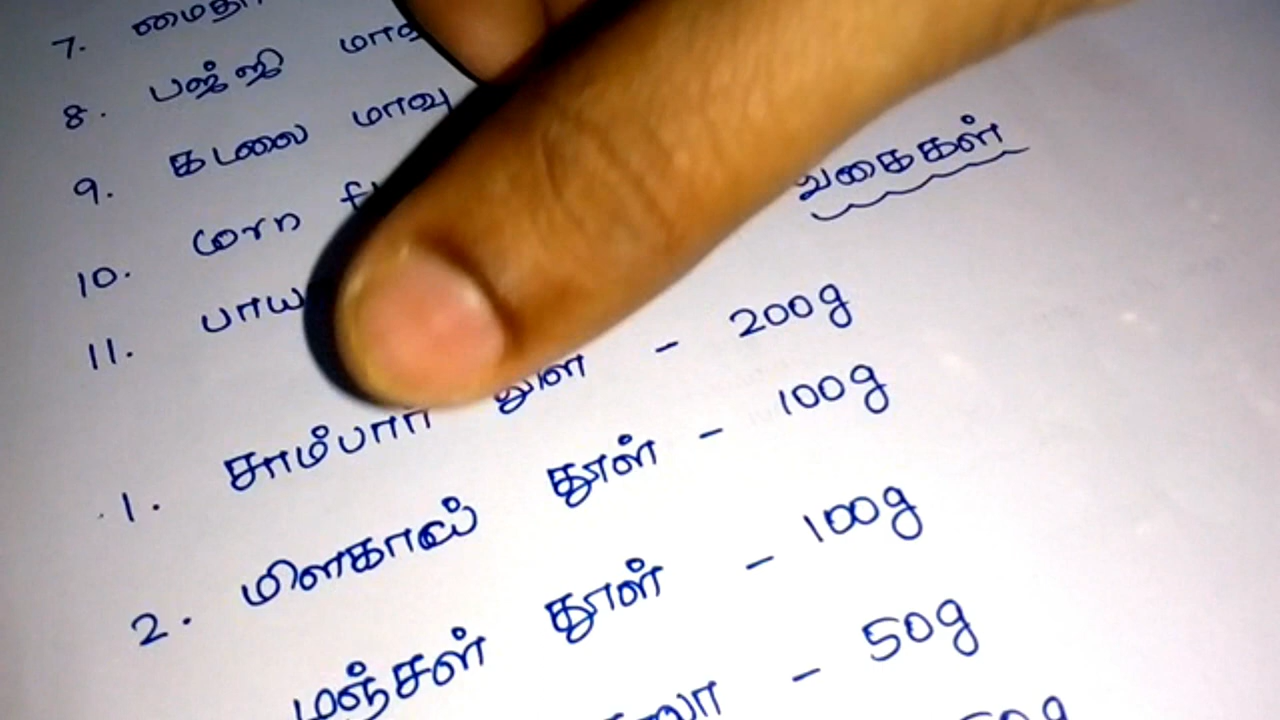 7. மைதா
8. பஜ்ஜி
9. கடலை மாவு
10. corn
11.
வகைகள்
1. சாம்பார் தூள் - 200g
2. மிளகாய் தூள் - 100g
மஞ்சள் தூள் - 100g
- 50g
50g